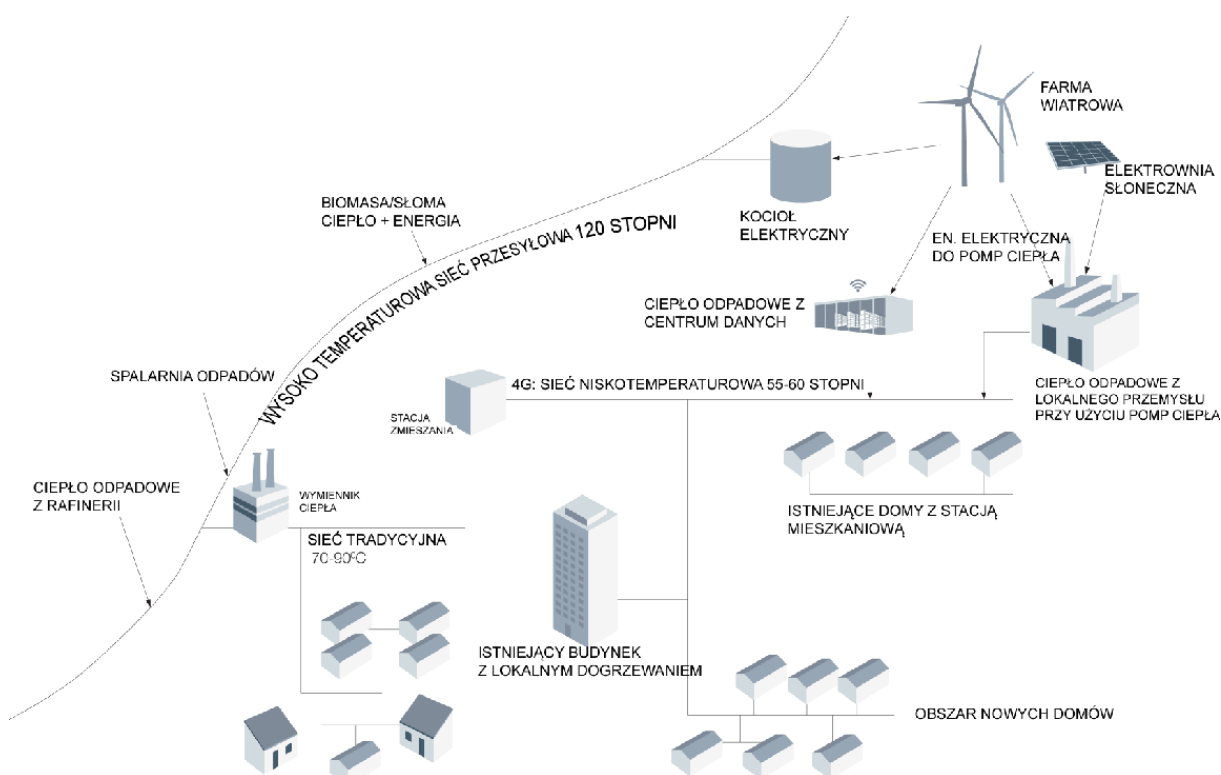 FARMA
WIATROWA
ELEKTROWNIA
SŁONECZNA
BIOMASA/SŁOMA
CIEPŁO + ENERGIA
KOCIOŁ
ELEKTRYCZNY
EN. ELEKTRYCZNA
DO POMP CIEPŁA
WYSOKO TEMPERATUROWA SIEĆ PRZESYŁOWA 120 STOPNI
CIEPŁO ODPADOWE Z
CENTRUM DANYCH
SPALARNIA ODPADÓW
4G: SIEĆ NISKOTEMPERATUROWA 55-60 STOPNI
CIEPŁO ODPADOWE Z
LOKALNEGO PRZEMYSŁU
PRZY UŻYCIU POMP CIEPŁA
STACJA
ZMIESZANIA
CIEPŁO ODPADOWE
Z RAFINERII
WYMIENNIK
CIEPŁA
ISTNIEJĄCE DOMY Z STACJĄ
MIESZKANIOWĄ
SIEĆ TRADYCYJNA
70-90⁰C
ISTNIEJĄCY BUDYNEK
Z LOKALNYM DOGRZEWANIEM
OBSZAR NOWYCH DOMÓW